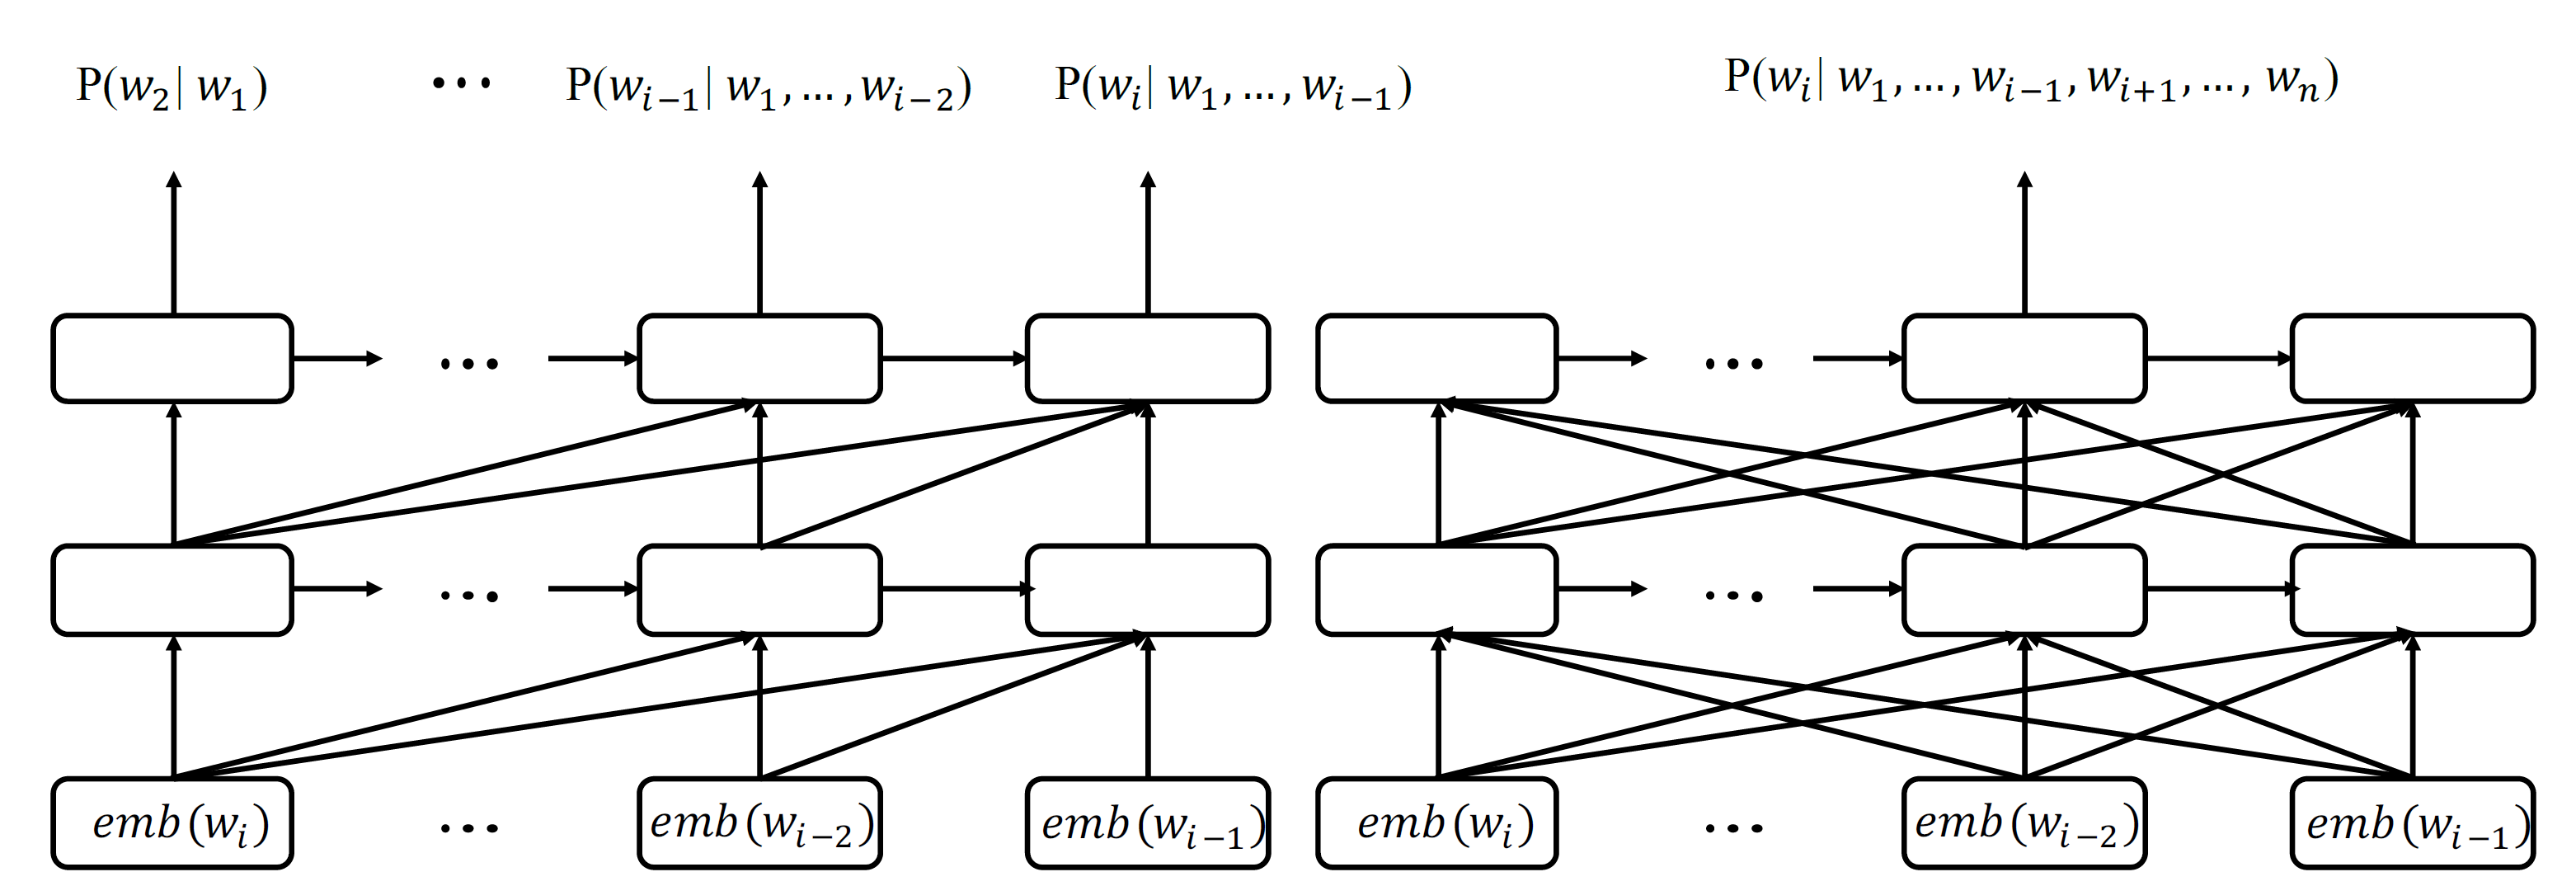 P(w₂| w₁) ... P(wᵢ₋₁| w₁,...,wᵢ₋₂) P(wᵢ| w₁,...,wᵢ₋₁) P(wᵢ| w₁,...,wᵢ₋₁,wᵢ₊₁,..., wₙ)
... ...
... ...
emb(wᵢ) ... emb(wᵢ₋₂) emb(wᵢ₋₁) emb(wᵢ) ... emb(wᵢ₋₂) emb(wᵢ₋₁)